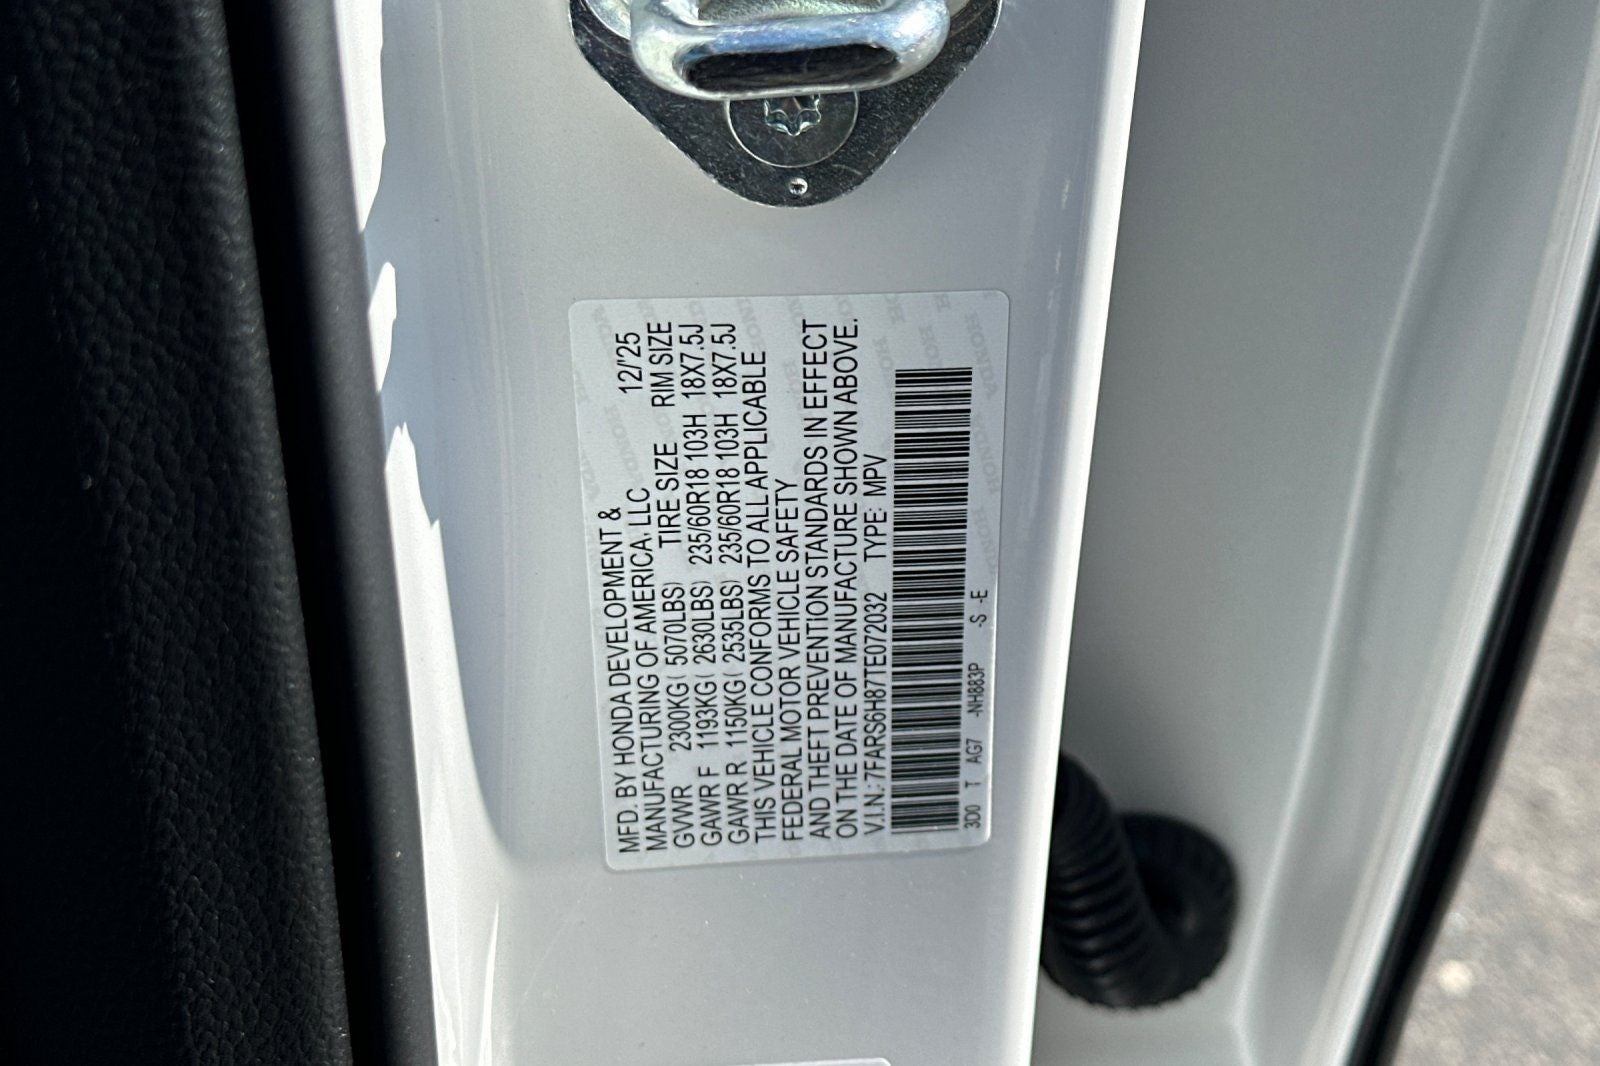 MFD. BY HONDA DEVELOPMENT & 12/'25
MANUFACTURING OF AMERICA, LLC
GVWR 2300KG( 5070LBS) TIRE SIZE RIM SIZE
GAWR F 1193KG( 2630LBS) 235/60R18 103H 18X7.5J
GAWR R 1150KG( 2535LBS) 235/60R18 103H 18X7.5J
THIS VEHICLE CONFORMS TO ALL APPLICABLE
FEDERAL MOTOR VEHICLE SAFETY
AND THEFT PREVENTION STANDARDS IN EFFECT
ON THE DATE OF MANUFACTURE SHOWN ABOVE.
V.I.N.: 7FARS6H87TE072032 TYPE: MPV
3D0 T AG7 -NH883P -S -E